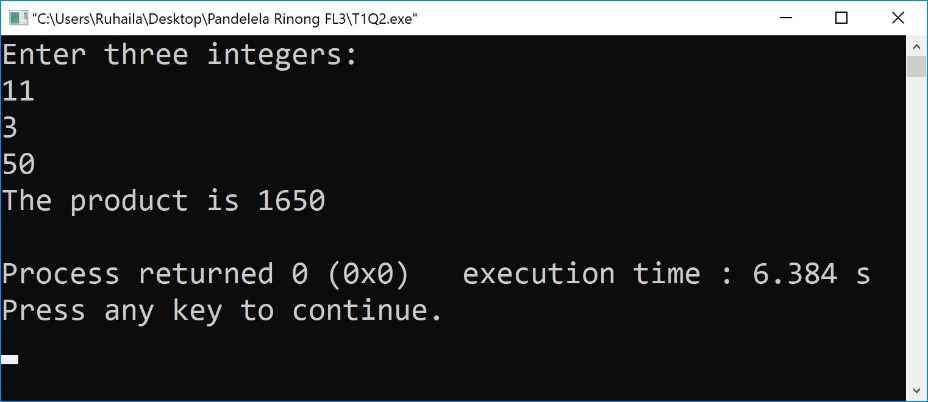 "C:\Users\Ruhaila\Desktop\Pandelela Rinong FL3\T1Q2.exe"
Enter three integers:
11
3
50
The product is 1650
Process returned 0 (0x0)   execution time : 6.384 s
Press any key to continue.